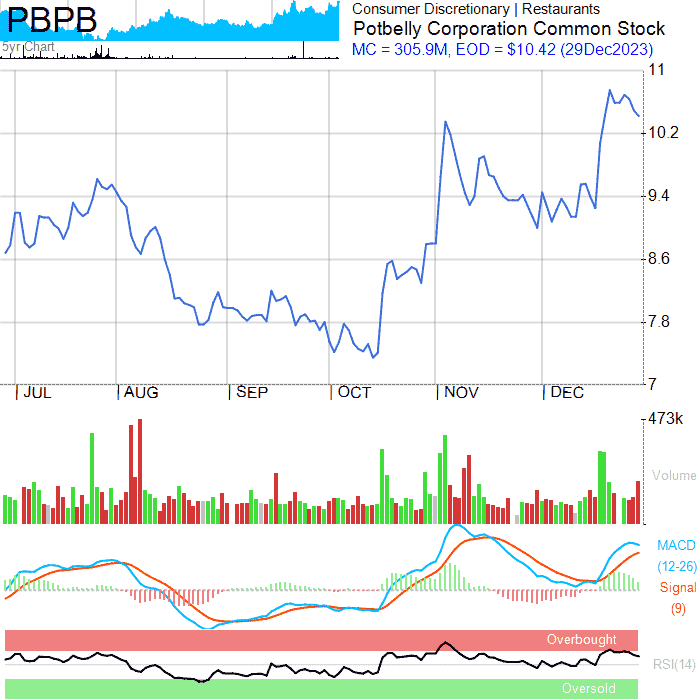 PBPB
5yr Chart
Consumer Discretionary | Restaurants
Potbelly Corporation Common Stock
MC = 305.9M, EOD = $10.42 (29Dec2023)
11
10.2
9.4
8.6
7.8
7
JUL
AUG
SEP
OCT
NOV
DEC
473k
Volume
MACD
(12-26)
Signal
(9)
Overbought
RSI(14)
Oversold